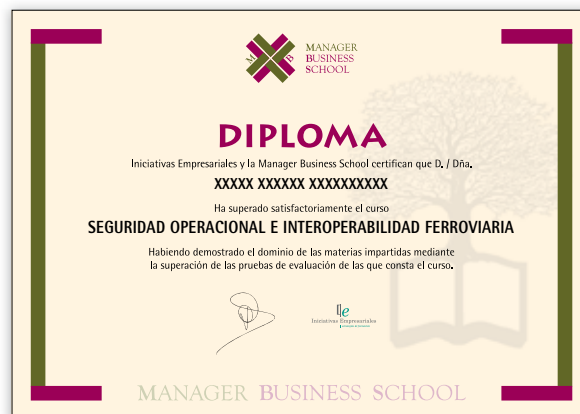 M B
MANAGER
BUSINESS
SCHOOL
DIPLOMA
Iniciativas Empresariales y la Manager Business School certifican que D. / Dña.
XXXXX XXXXXX XXXXXXXXXX
Ha superado satisfactoriamente el curso
SEGURIDAD OPERACIONAL E INTEROPERABILIDAD FERROVIARIA
Habiendo demostrado el dominio de las materias impartidas mediante
la superación de las pruebas de evaluación de las que consta el curso.
Iniciativas Empresariales
MANAGER BUSINESS SCHOOL